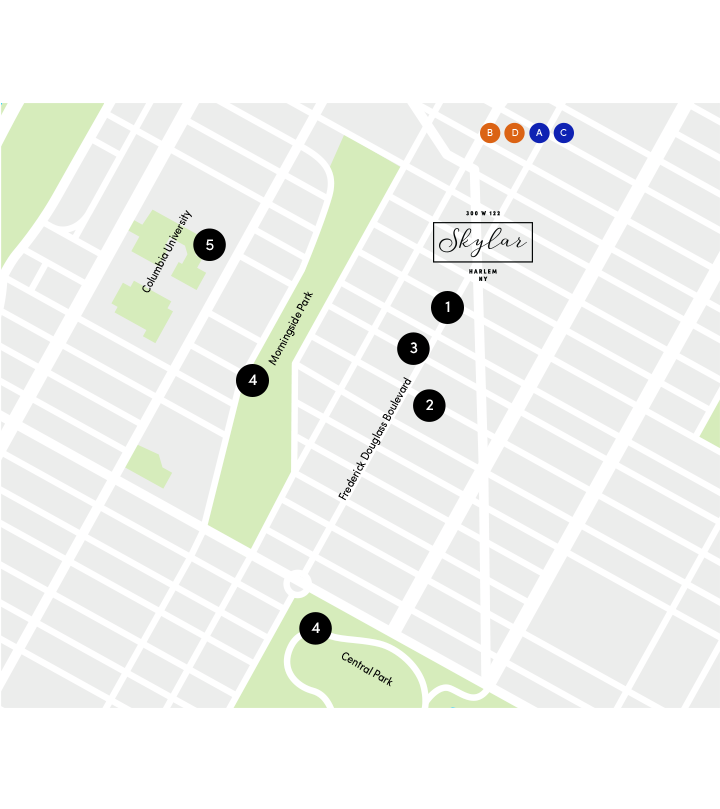 B D A C
300 W 122
Skylar
HARLEM
NY
5
Columbia University
1
Morningside Park
3
4
2
Frederick Douglass Boulevard
4
Central Park